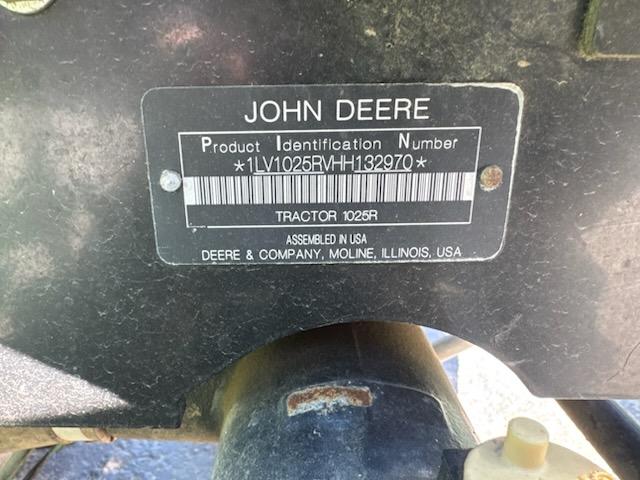 JOHN DEERE
Product Identification Number
*1LV1025RVHH132970*
TRACTOR 1025R
ASSEMBLED IN USA
DEERE & COMPANY, MOLINE, ILLINOIS, USA